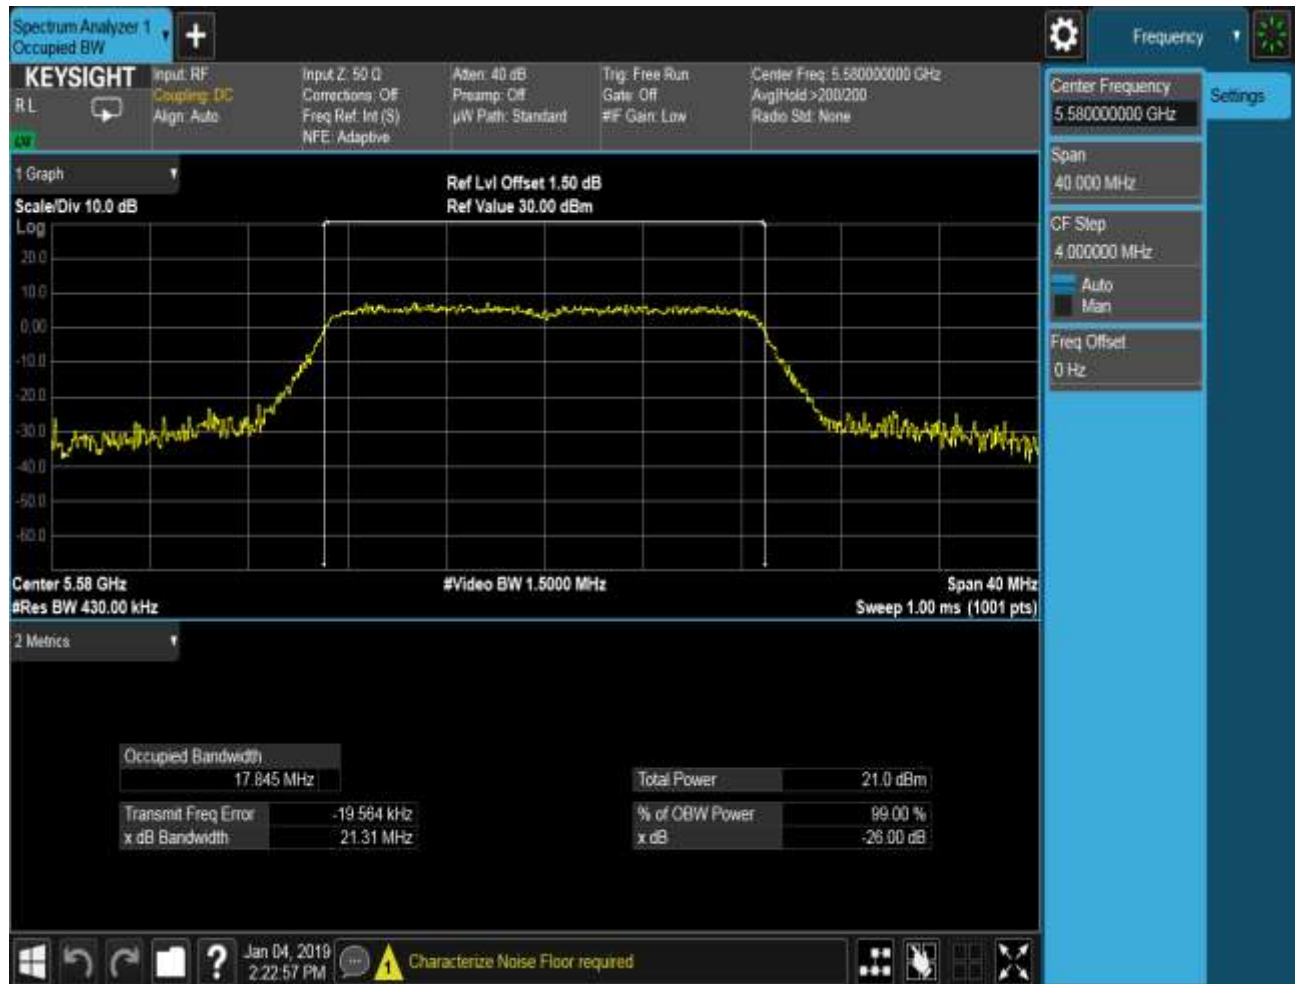 Spectrum Analyzer 1
Occupied BW
Frequency
KEYSIGHT
R L
Input: RF
Coupling: DC
Align: Auto
Input Z: 50 Ω
Corrections: Off
Freq Ref: Int (S)
NFE: Adaptive
Atten: 40 dB
Preamp: Off
µW Path: Standard
Trig: Free Run
Gate: Off
#IF Gain: Low
Center Freq: 5.580000000 GHz
Avg|Hold:>200/200
Radio Std: None
Center Frequency
5.580000000 GHz
Settings
Span
40.000 MHz
CF Step
4.000000 MHz
Auto
Man
Freq Offset
0 Hz
1 Graph
Scale/Div 10.0 dB
Ref Lvl Offset 1.50 dB
Ref Value 30.00 dBm
Log
20.0
10.0
0.00
-10.0
-20.0
-30.0
-40.0
-50.0
-60.0
Center 5.58 GHz
#Video BW 1.5000 MHz
Span 40 MHz
#Res BW 430.00 kHz
Sweep 1.00 ms (1001 pts)
2 Metrics
Occupied Bandwidth
17.845 MHz
Total Power 21.0 dBm
Transmit Freq Error -19.564 kHz
% of OBW Power 99.00 %
x dB Bandwidth 21.31 MHz
x dB -26.00 dB
?
Jan 04, 2019
2:22:57 PM
1
Characterize Noise Floor required